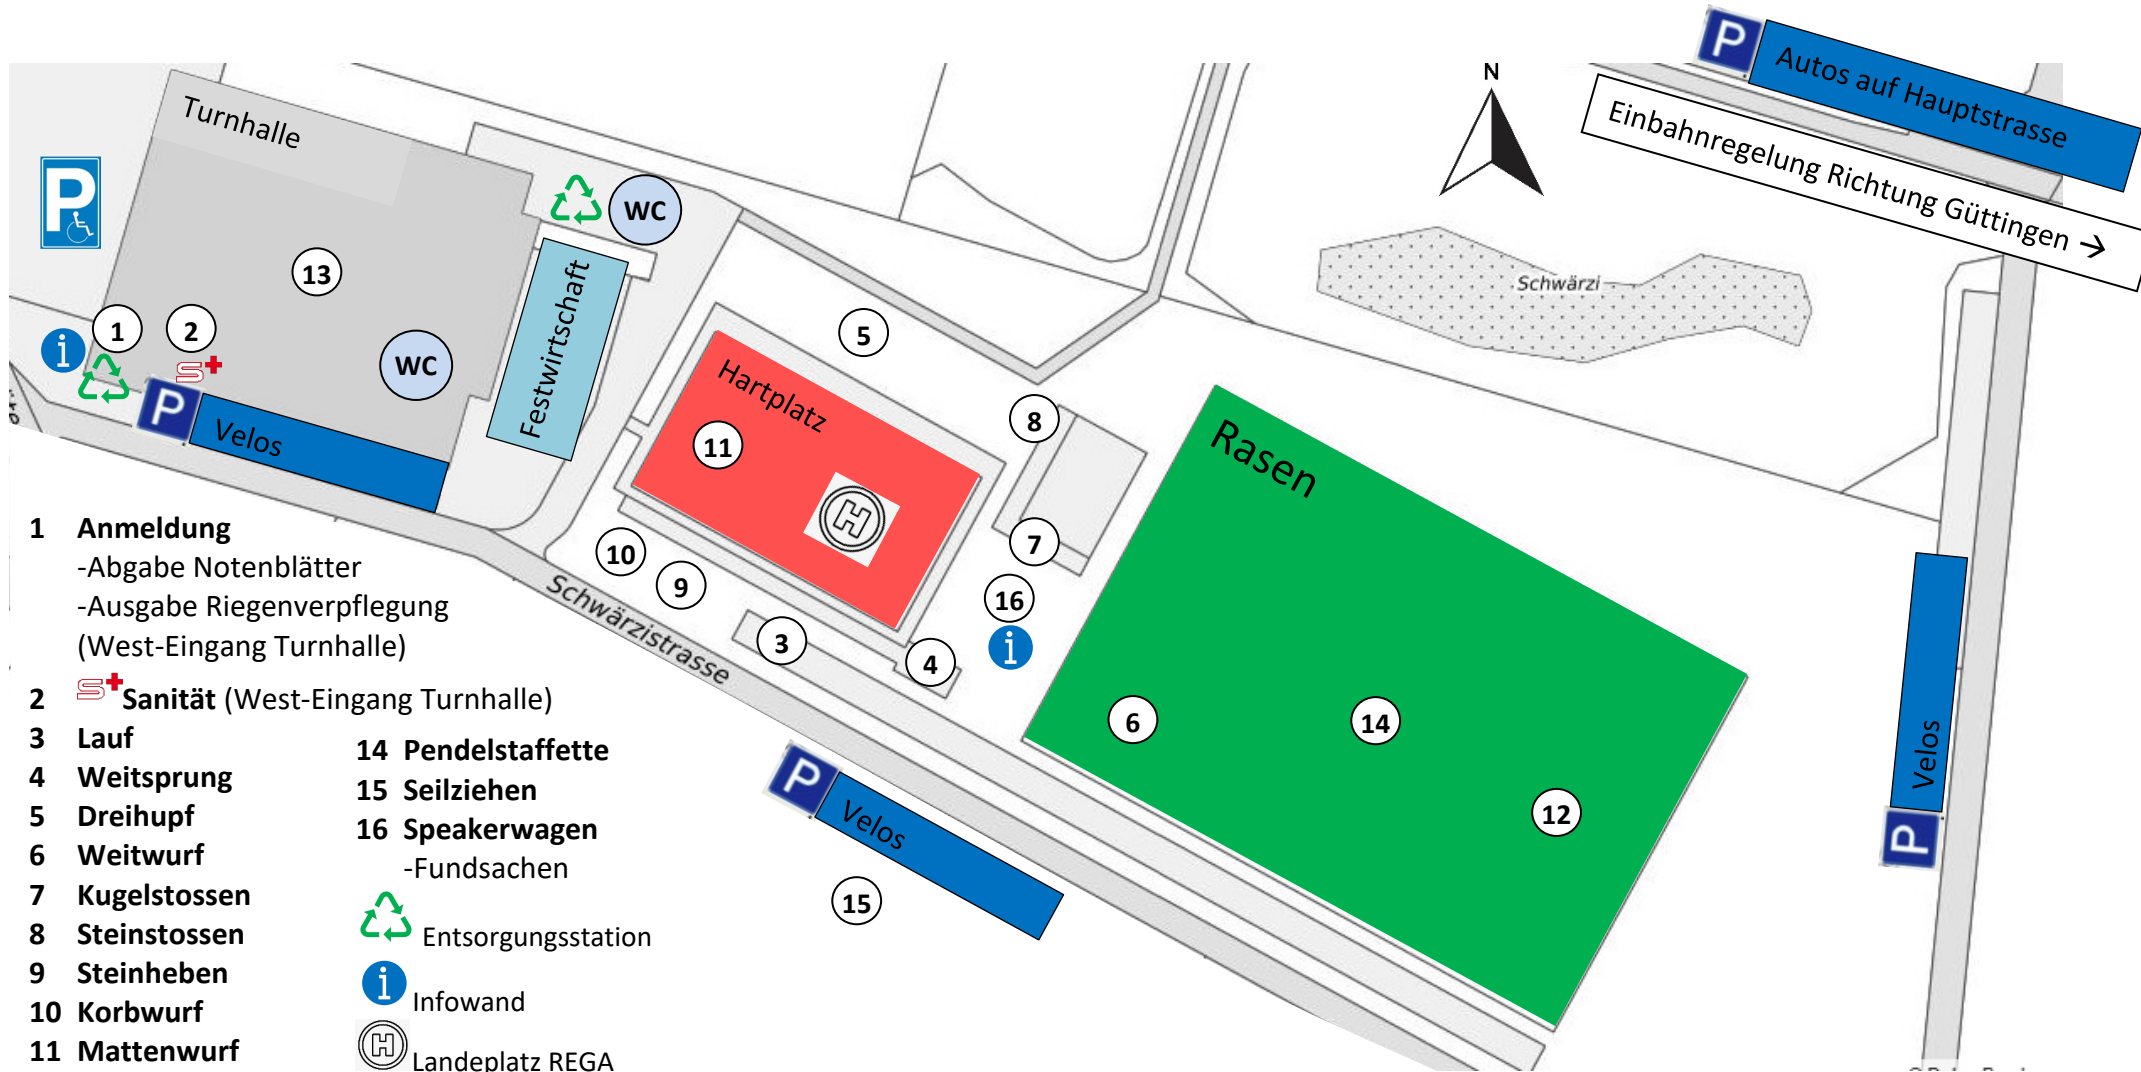 P Autos auf Hauptstrasse
Einbahnregelung Richtung Güttingen →
N
Schwärzi
Turnhalle
P
WC
13
Festwirtschaft
i
1
2
S+
WC
P Velos
5
Hartplatz
11
H
8
7
16
i
10
9
3
4
Schwärzistrasse
Rasen
6
14
12
P Velos
15
Velos
P
1 Anmeldung
-Abgabe Notenblätter
-Ausgabe Riegenverpflegung
(West-Eingang Turnhalle)
2 S+ Sanität (West-Eingang Turnhalle)
3 Lauf
4 Weitsprung
5 Dreihupf
6 Weitwurf
7 Kugelstossen
8 Steinstossen
9 Steinheben
10 Korbwurf
11 Mattenwurf
14 Pendelstaffette
15 Seilziehen
16 Speakerwagen
-Fundsachen
Entsorgungsstation
i Infowand
H Landeplatz REGA